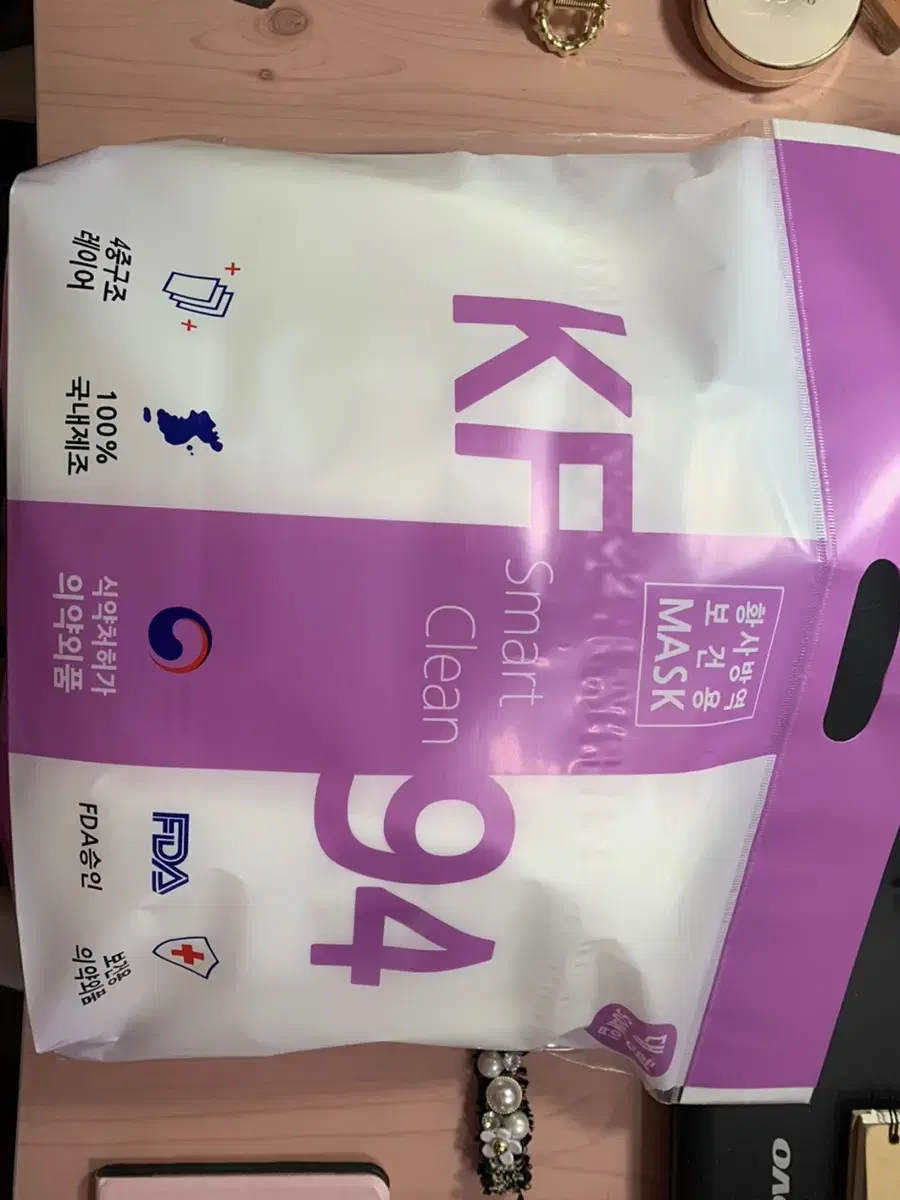 황사방역
보 건 용
MASK
KF94
Smart
Clean
4중구조
레이어
100%
국내제조
식약처허가
의약외품
FDA
FDA승인
보건용
의약외품